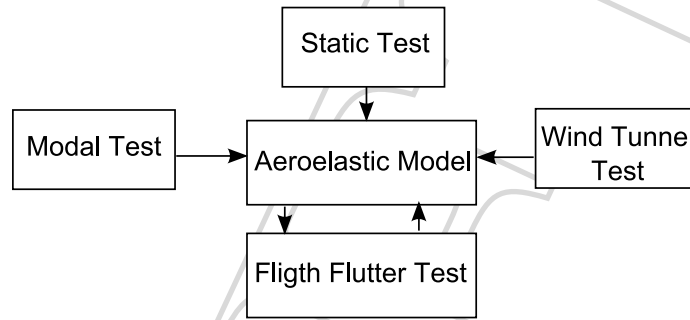 Static Test
Modal Test
Aeroelastic Model
Wind Tunne
Test
Fligth Flutter Test